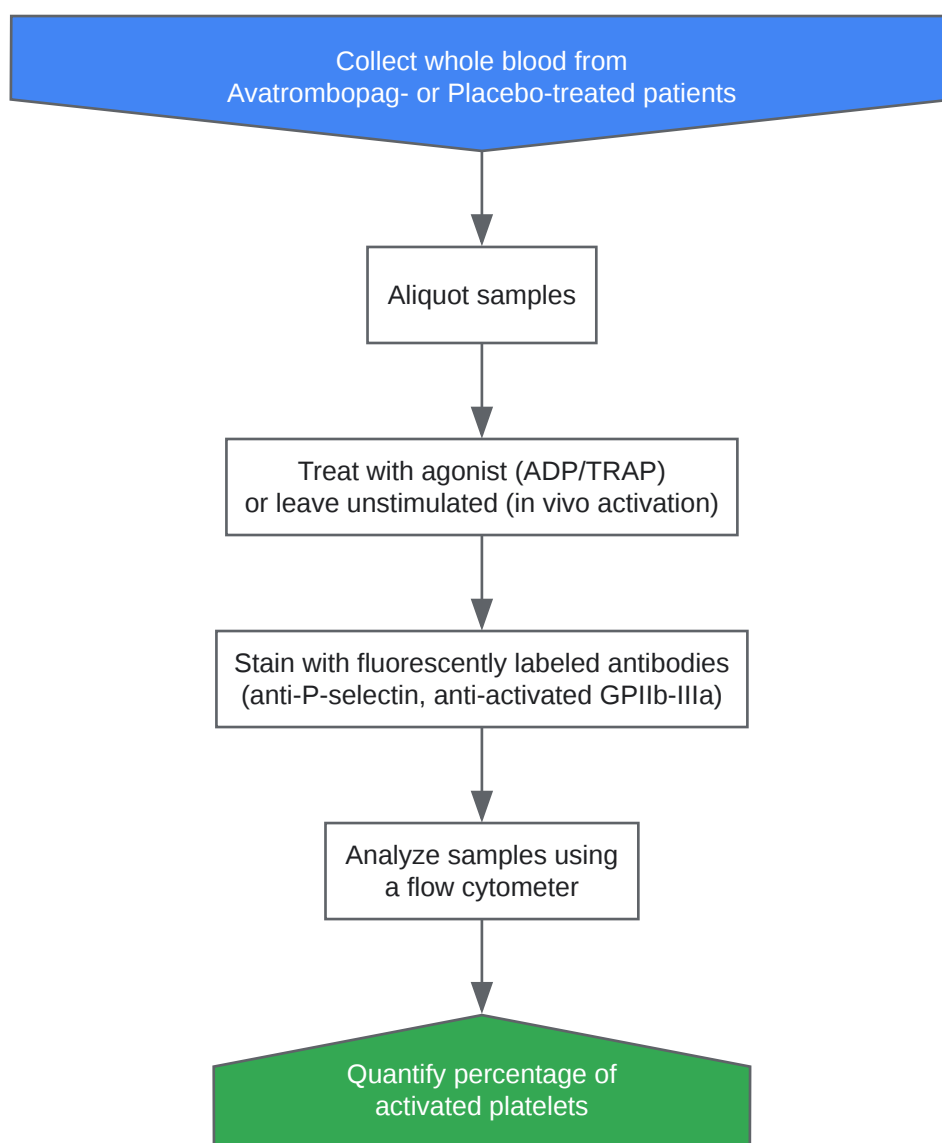 Collect whole blood from
Avatrombopag- or Placebo-treated patients
Aliquot samples
Treat with agonist (ADP/TRAP)
or leave unstimulated (in vivo activation)
Stain with fluorescently labeled antibodies
(anti-P-selectin, anti-activated GPIIb-IIIa)
Analyze samples using
a flow cytometer
Quantify percentage of
activated platelets